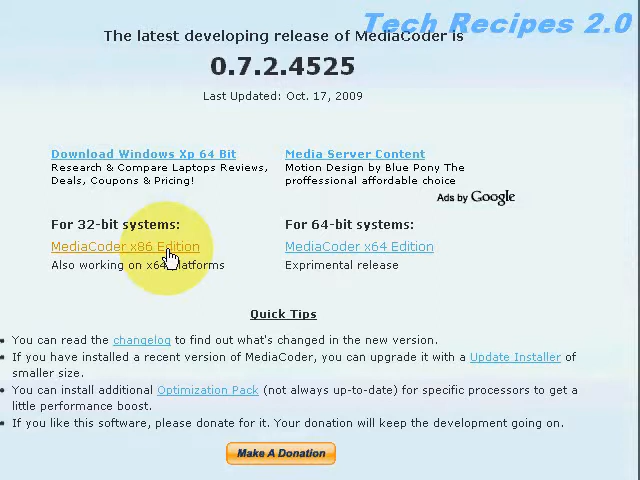 Tech Recipes 2.0
The latest developing release of MediaCoder is
0.7.2.4525
Last Updated: Oct. 17, 2009
Download Windows Xp 64 Bit
Research & Compare Laptops Reviews,
Deals, Coupons & Pricing!
Media Server Content
Motion Design by Blue Pony The
proffessional affordable choice
Ads by Google
For 32-bit systems:
MediaCoder x86 Edition
Also working on x64 platforms
For 64-bit systems:
MediaCoder x64 Edition
Exprimental release
Quick Tips
• You can read the changelog to find out what's changed in the new version.
• If you have installed a recent version of MediaCoder, you can upgrade it with a Update Installer of
smaller size.
• You can install additional Optimization Pack (not always up-to-date) for specific processors to get a
little performance boost.
• If you like this software, please donate for it. Your donation will keep the development going on.
Make A Donation